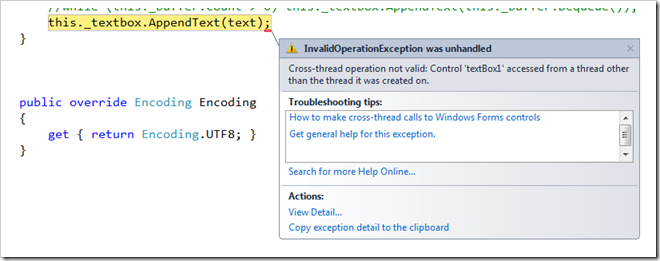 //while (this._buffer.Count > 0) this._textbox.AppendText(this._buffer.Dequeue());
this._textbox.AppendText(text);
}
InvalidOperationException was unhandled
Cross-thread operation not valid: Control 'textBox1' accessed from a thread other
than the thread it was created on.
Troubleshooting tips:
How to make cross-thread calls to Windows Forms controls
Get general help for this exception.
Search for more Help Online...
Actions:
View Detail...
Copy exception detail to the clipboard
public override Encoding Encoding
{
get { return Encoding.UTF8; }
}